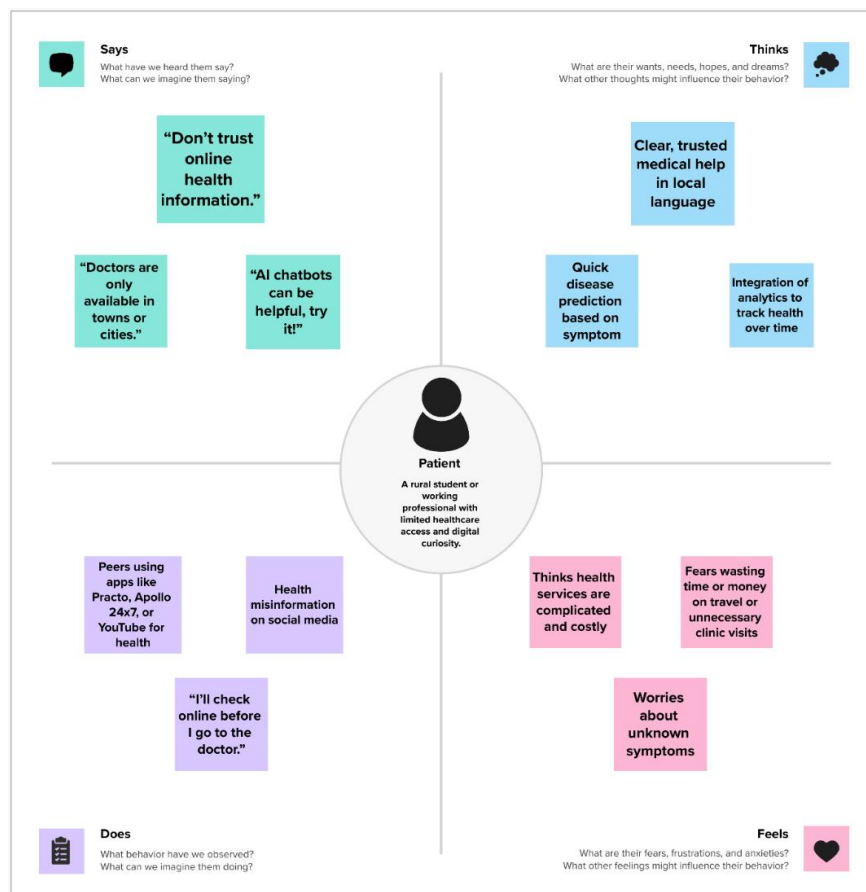 Says
What have we heard them say?
What can we imagine them saying?
“Don’t trust
online
health
information.”
“Doctors are
only
available in
towns or
cities.”
“AI chatbots
can be
helpful, try
it!”
Thinks
What are their wants, needs, hopes, and dreams?
What other thoughts might influence their behavior?
Clear, trusted
medical help
in local
language
Quick
disease
prediction
based on
symptom
Integration of
analytics to
track health
over time
Patient
A rural student or
working
professional with
limited healthcare
access and digital
curiosity.
Peers using
apps like
Practo, Apollo
24x7, or
YouTube for
health
Health
misinformation
on social media
“I’ll check
online before
I go to the
doctor.”
Does
What behavior have we observed?
What can we imagine them doing?
Thinks health
services are
complicated
and costly
Fears wasting
time or money
on travel or
unnecessary
clinic visits
Worries
about
unknown
symptoms
Feels
What are their fears, frustrations, and anxieties?
What other feelings might influence their behavior?